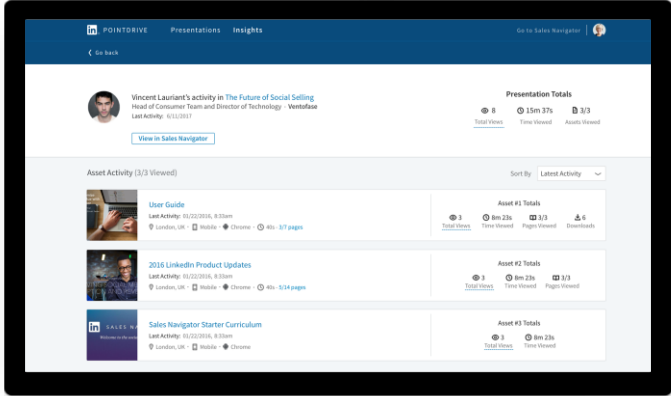 in POINTDRIVE Presentations Insights Go to Sales Navigator
Go back
Vincent Lauriant's activity in The Future of Social Selling
Head of Consumer Team and Director of Technology · Ventofase
Last Activity: 6/11/2017
View in Sales Navigator
Presentation Totals
8 15m 37s 3/3
Total Views Time Viewed Assets Viewed
Asset Activity (3/3 Viewed)
Sort By Latest Activity
User Guide
Last Activity: 01/22/2016, 8:33am
London, UK · Mobile · Chrome · 40s · 3/7 pages
Asset #1 Totals
3 8m 23s 3/3 6
Total Views Time Viewed Pages Viewed Downloads
2016 LinkedIn Product Updates
Last Activity: 01/22/2016, 8:33am
London, UK · Mobile · Chrome · 40s · 5/14 pages
Asset #2 Totals
3 8m 23s 3/3
Total Views Time Viewed Pages Viewed
in SALES NA
Sales Navigator Starter Curriculum
Last Activity: 01/22/2016, 8:33am
London, UK · Mobile · Chrome
Asset #3 Totals
3 8m 23s
Total Views Time Viewed